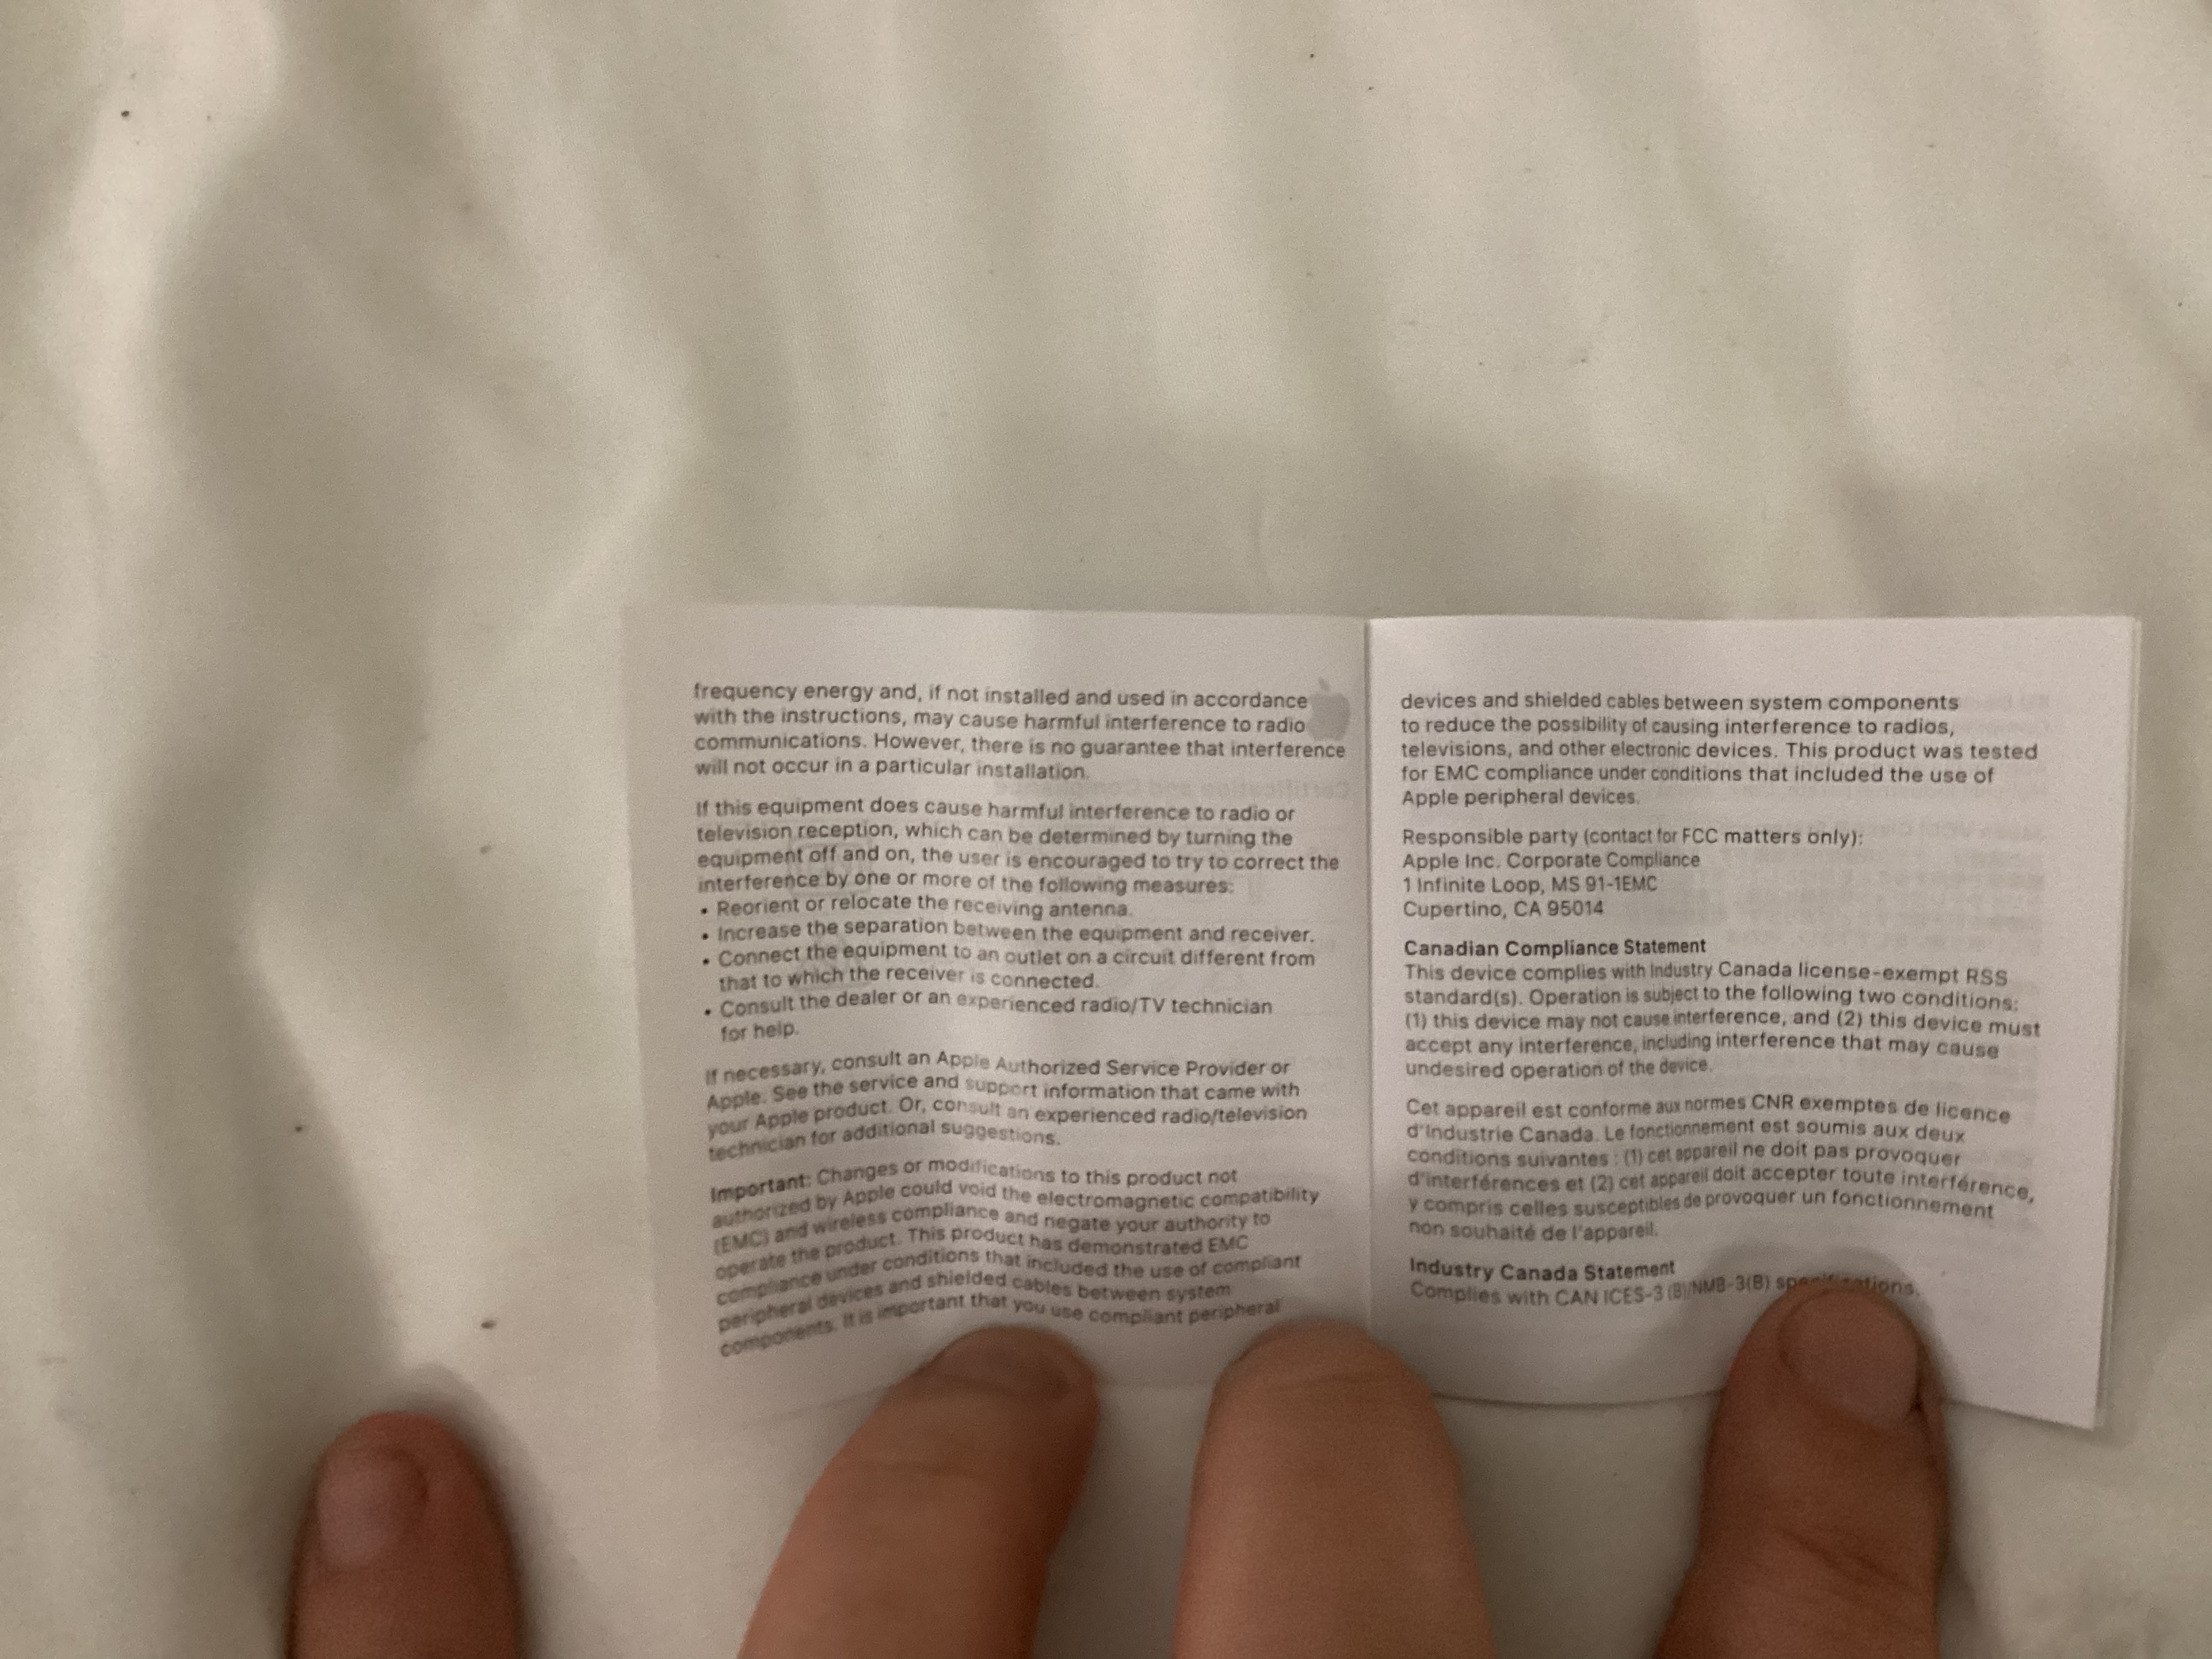 frequency energy and, if not installed and used in accordance
with the instructions, may cause harmful interference to radio
communications. However, there is no guarantee that interference
will not occur in a particular installation.
If this equipment does cause harmful interference to radio or
television reception, which can be determined by turning the
equipment off and on, the user is encouraged to try to correct the
interference by one or more of the following measures:
• Reorient or relocate the receiving antenna.
• Increase the separation between the equipment and receiver.
• Connect the equipment to an outlet on a circuit different from
that to which the receiver is connected.
• Consult the dealer or an experienced radio/TV technician
for help.
If necessary, consult an Apple Authorized Service Provider or
Apple. See the service and support information that came with
your Apple product. Or, consult an experienced radio/television
technician for additional suggestions.
Important: Changes or modifications to this product not
authorized by Apple could void the electromagnetic compatibility
(EMC) and wireless compliance and negate your authority to
operate the product. This product has demonstrated EMC
compliance under conditions that included the use of compliant
peripheral devices and shielded cables between system
components. It is important that you use compliant peripheral
devices and shielded cables between system components
to reduce the possibility of causing interference to radios,
televisions, and other electronic devices. This product was tested
for EMC compliance under conditions that included the use of
Apple peripheral devices.
Responsible party (contact for FCC matters only):
Apple Inc. Corporate Compliance
1 Infinite Loop, MS 91-1EMC
Cupertino, CA 95014
Canadian Compliance Statement
This device complies with Industry Canada license-exempt RSS
standard(s). Operation is subject to the following two conditions:
(1) this device may not cause interference, and (2) this device must
accept any interference, including interference that may cause
undesired operation of the device.
Cet appareil est conforme aux normes CNR exemptes de licence
d'Industrie Canada. Le fonctionnement est soumis aux deux
conditions suivantes : (1) cet appareil ne doit pas provoquer
d'interférences et (2) cet appareil doit accepter toute interférence,
y compris celles susceptibles de provoquer un fonctionnement
non souhaité de l'appareil.
Industry Canada Statement
Complies with CAN ICES-3 (B)/NMB-3(B) specifications.